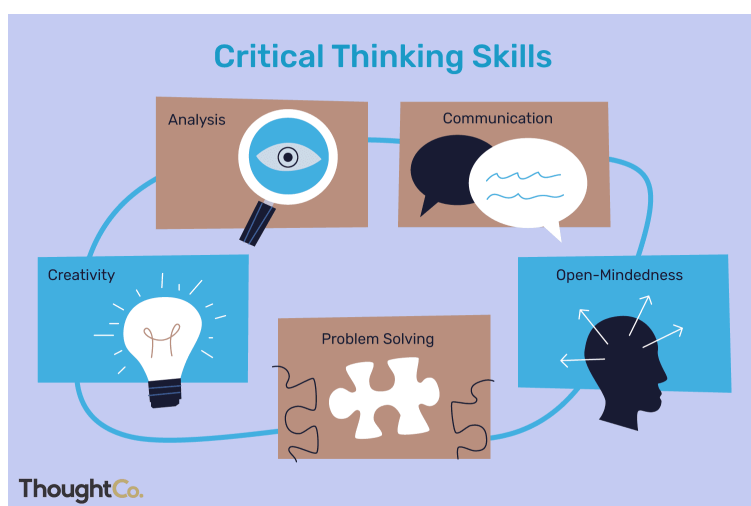 Critical Thinking Skills
Analysis
Communication
Creativity
Open-Mindedness
Problem Solving
ThoughtCo.